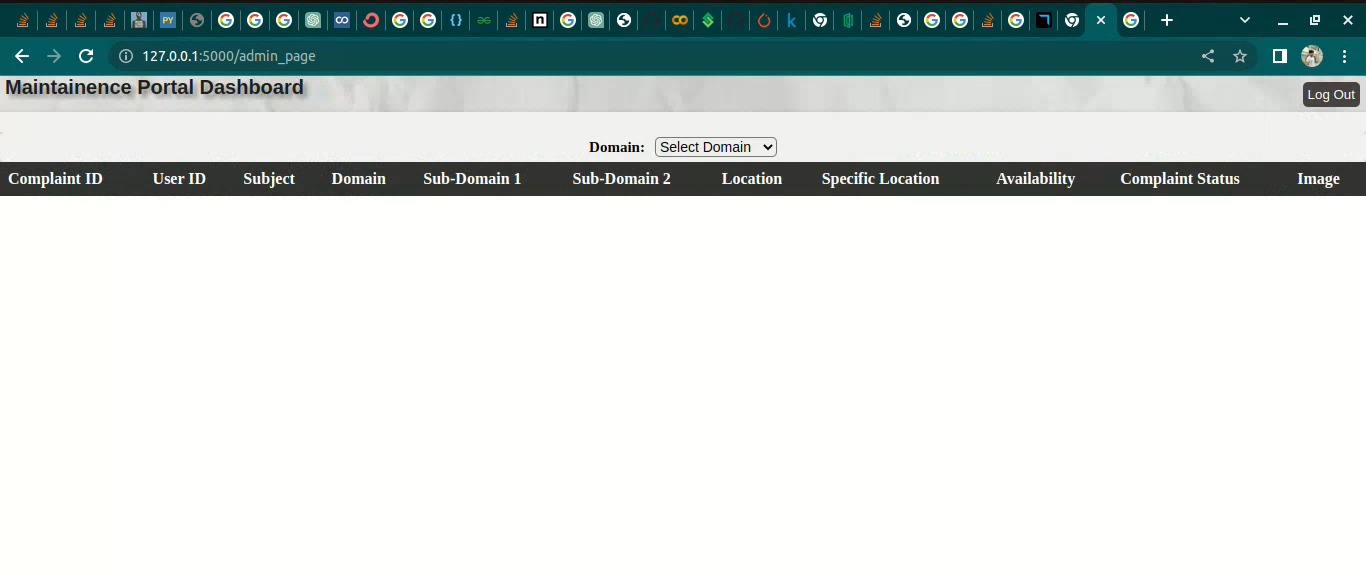 PY
127.0.0.1:5000/admin_page
Maintainence Portal Dashboard
Log Out
Domain: Select Domain
Complaint ID User ID Subject Domain Sub-Domain 1 Sub-Domain 2 Location Specific Location Availability Complaint Status Image